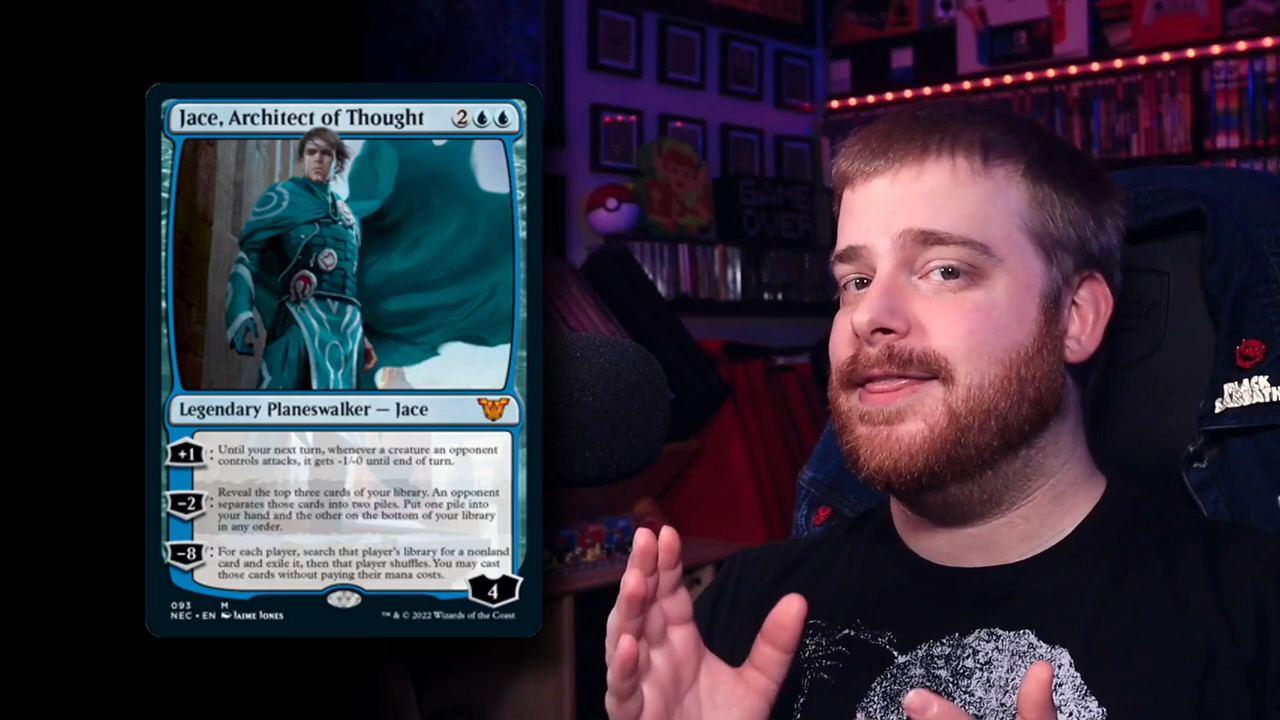 Jace, Architect of Thought 2
Legendary Planeswalker — Jace
+1 : Until your next turn, whenever a creature an opponent
controls attacks, it gets -1/-0 until end of turn.
-2 : Reveal the top three cards of your library. An opponent
separates those cards into two piles. Put one pile into
your hand and the other on the bottom of your library
in any order.
-8 : For each player, search that player's library for a nonland
card and exile it, then that player shuffles. You may cast
those cards without paying their mana costs.
4
093 M
NEC • EN JAIME JONES
™ & © 2022 Wizards of the Coast
GAME
OVER
BLACK
SABBATH